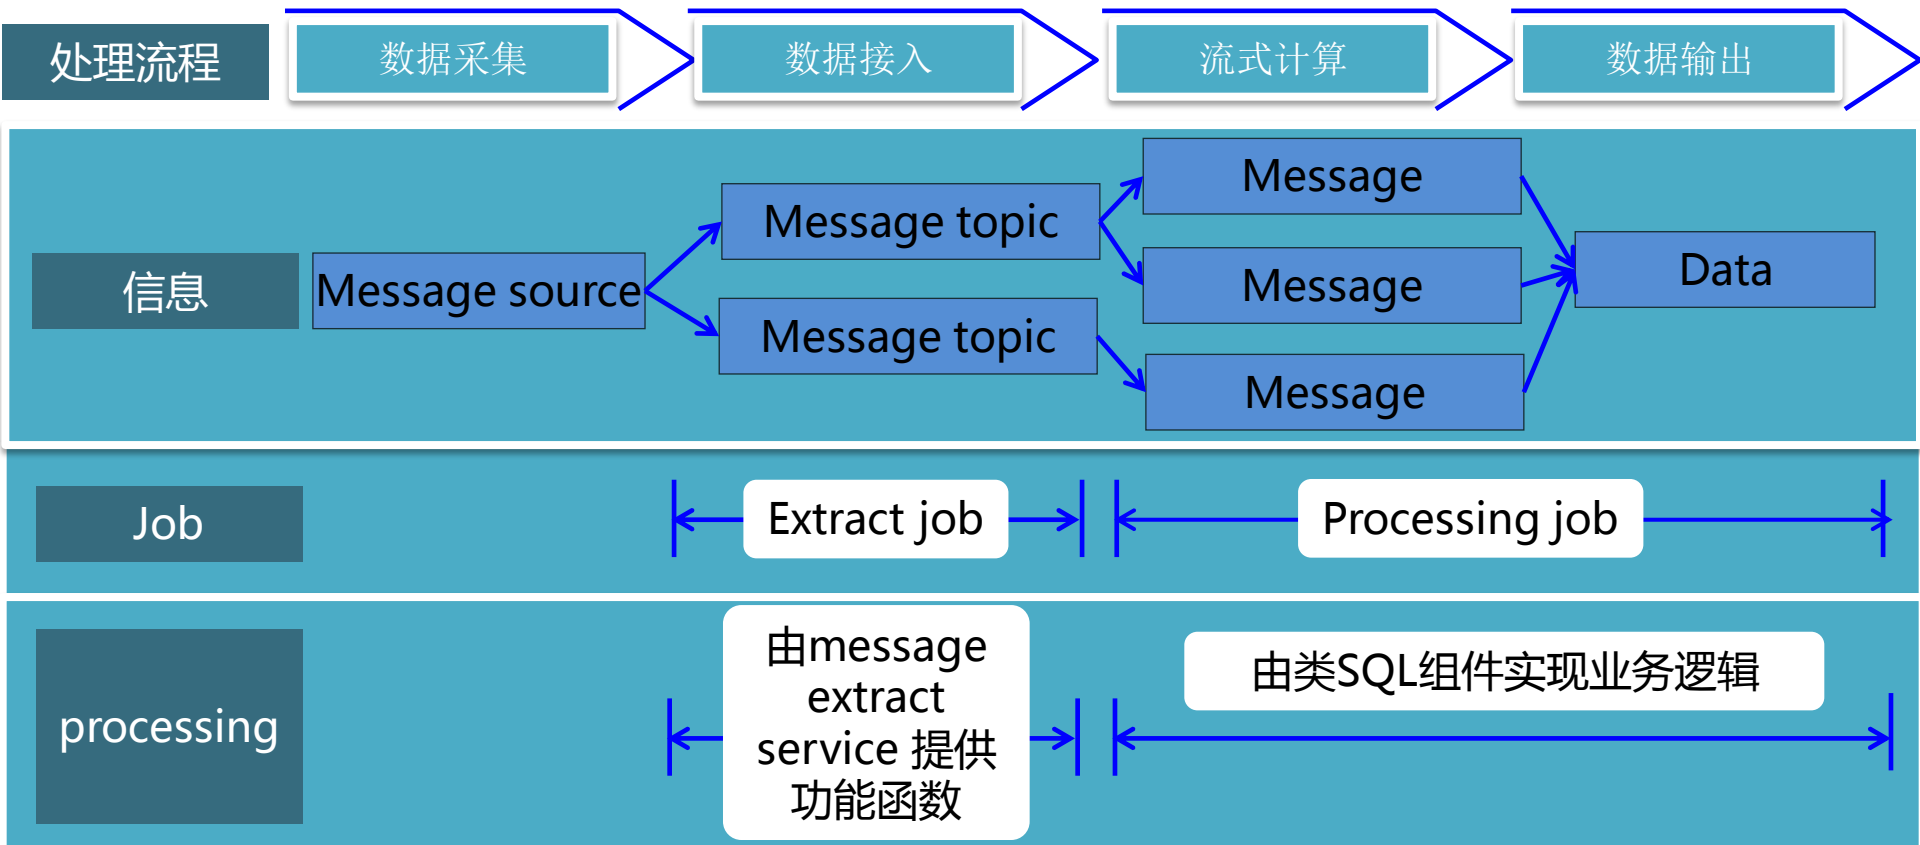 处理流程
数据采集
数据接入
流式计算
数据输出
信息
Message source
Message topic
Message topic
Message
Message
Message
Data
Job
Extract job
Processing job
processing
由message
extract
service 提供
功能函数
由类SQL组件实现业务逻辑